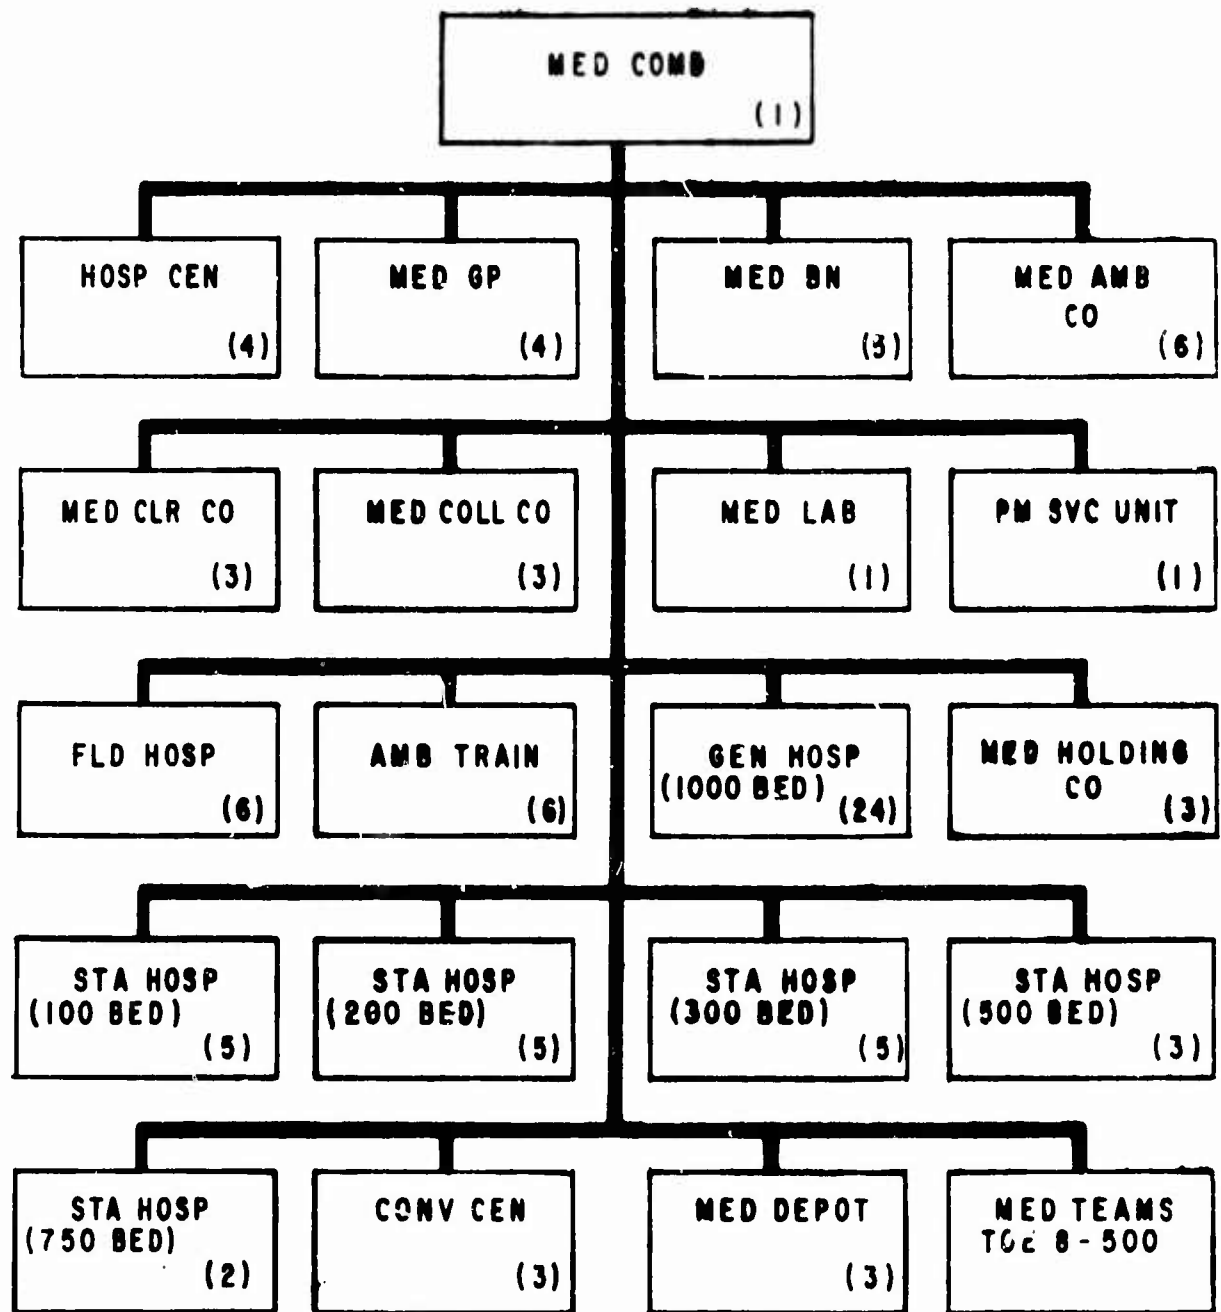 MED COMD
(1)
HOSP CEN
(4)
MED GP
(4)
MED BN
MED AMB
CO
(6)
MED CLR CO
(3)
MED COLL CO
(3)
MED LAB
(1)
PM SVC UNIT
(1)
FLD HOSP
(6)
AMB TRAIN
(6)
GEN HOSP
(1000 BED)
(24)
MED HOLDING
CO
(3)
STA HOSP
(100 BED)
(5)
STA HOSP
(200 BED)
(5)
STA HOSP
(300 BED)
(5)
STA HOSP
(500 BED)
(3)
STA HOSP
(750 BED)
(2)
CONV CEN
(3)
MED DEPOT
(3)
MED TEAMS
TOE 8-500